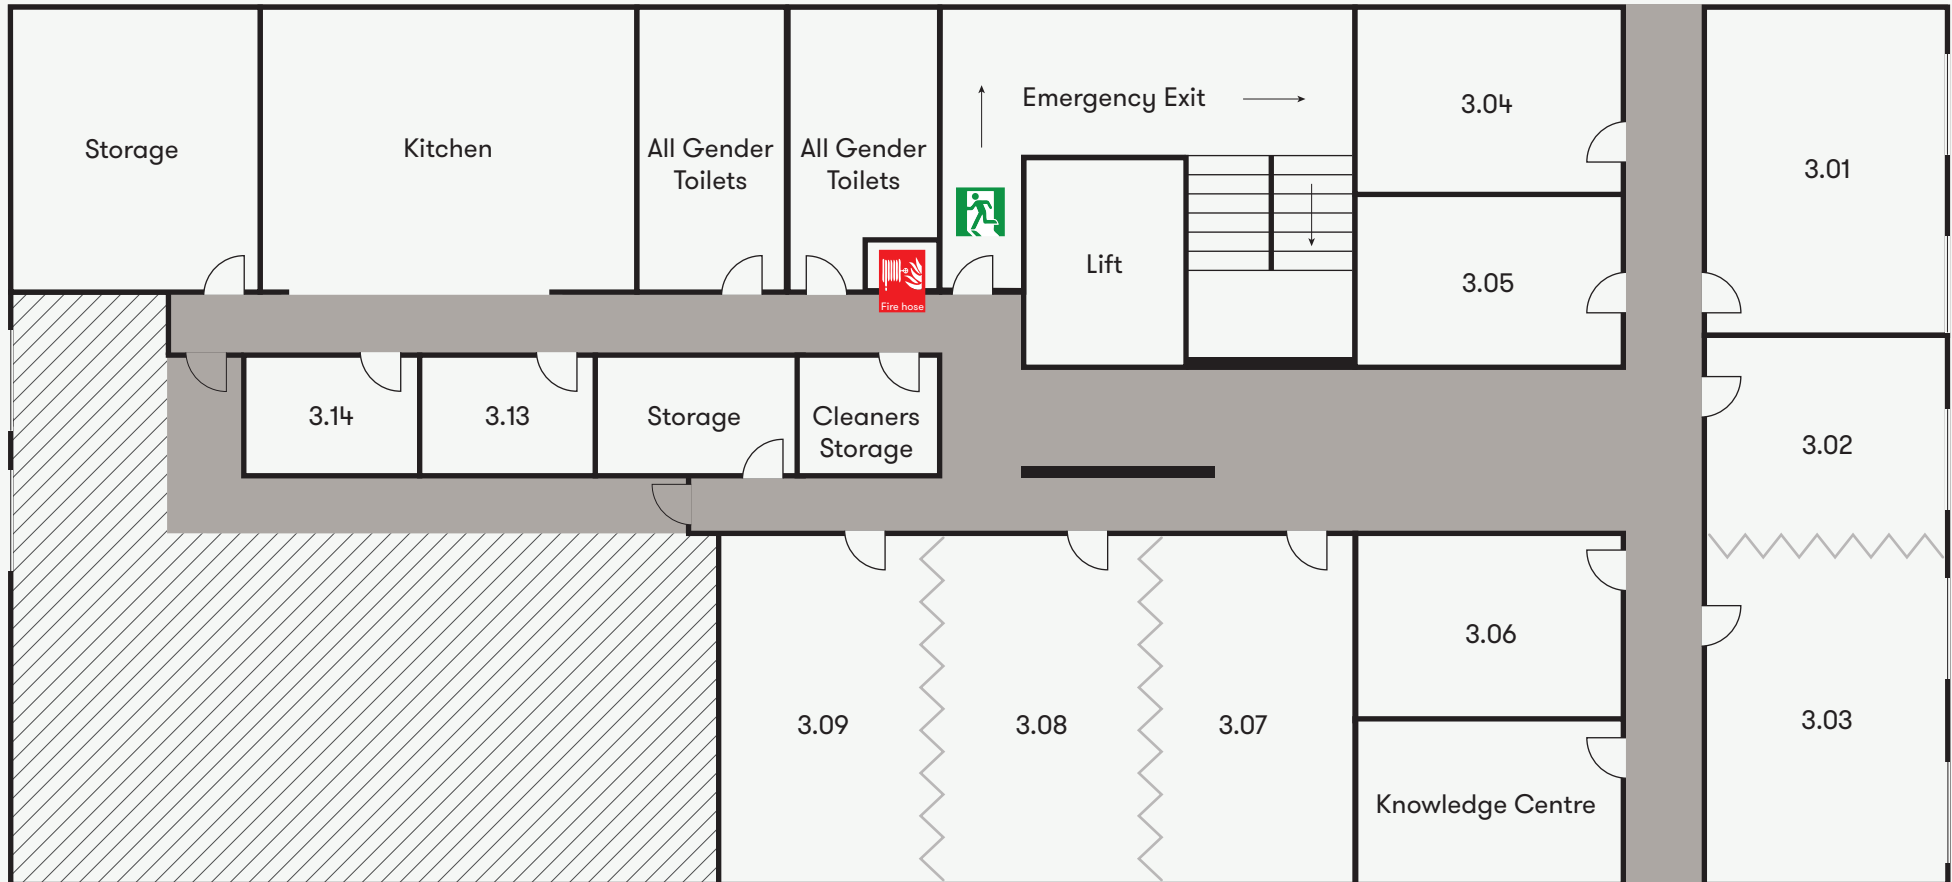 Storage
Kitchen
All Gender
Toilets
All Gender
Toilets
Emergency Exit
3.04
3.01
Fire hose
Lift
3.05
3.14
3.13
Storage
Cleaners
Storage
3.02
3.09
3.08
3.07
3.06
3.03
Knowledge Centre